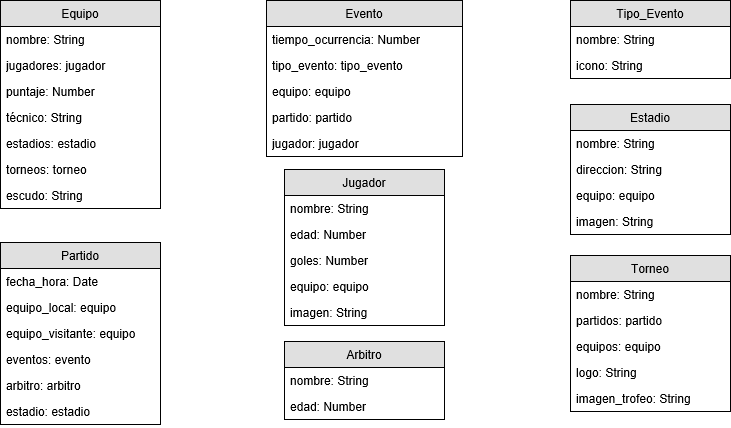 Equipo
nombre: String
jugadores: jugador
puntaje: Number
técnico: String
estadios: estadio
torneos: torneo
escudo: String
Partido
fecha_hora: Date
equipo_local: equipo
equipo_visitante: equipo
eventos: evento
arbitro: arbitro
estadio: estadio
Evento
tiempo_ocurrencia: Number
tipo_evento: tipo_evento
equipo: equipo
partido: partido
jugador: jugador
Jugador
nombre: String
edad: Number
goles: Number
equipo: equipo
imagen: String
Arbitro
nombre: String
edad: Number
Tipo_Evento
nombre: String
icono: String
Estadio
nombre: String
direccion: String
equipo: equipo
imagen: String
Torneo
nombre: String
partidos: partido
equipos: equipo
logo: String
imagen_trofeo: String